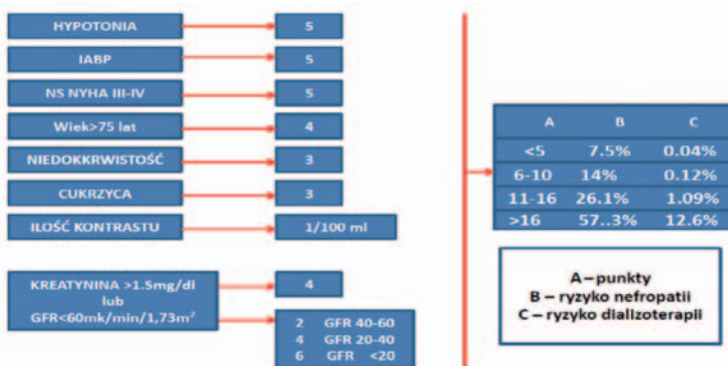 HYPOTONIA 5
IABP 5
NS NYHA III-IV 5
Wiek>75 lat 4
NIEDOKKRWISTOŚĆ 3
CUKRZYCA 3
ILOŚĆ KONTRASTU 1/100 ml
KREATYNINA >1.5mg/dl
lub
GFR<60mk/min/1,73m²
4
2 GFR 40-60
4 GFR 20-40
6 GFR <20
A B C
<5 7.5% 0.04%
6-10 14% 0.12%
11-16 26.1% 1.09%
>16 57..3% 12.6%
A – punkty
B – ryzyko nefropatii
C – ryzyko dializoterapii